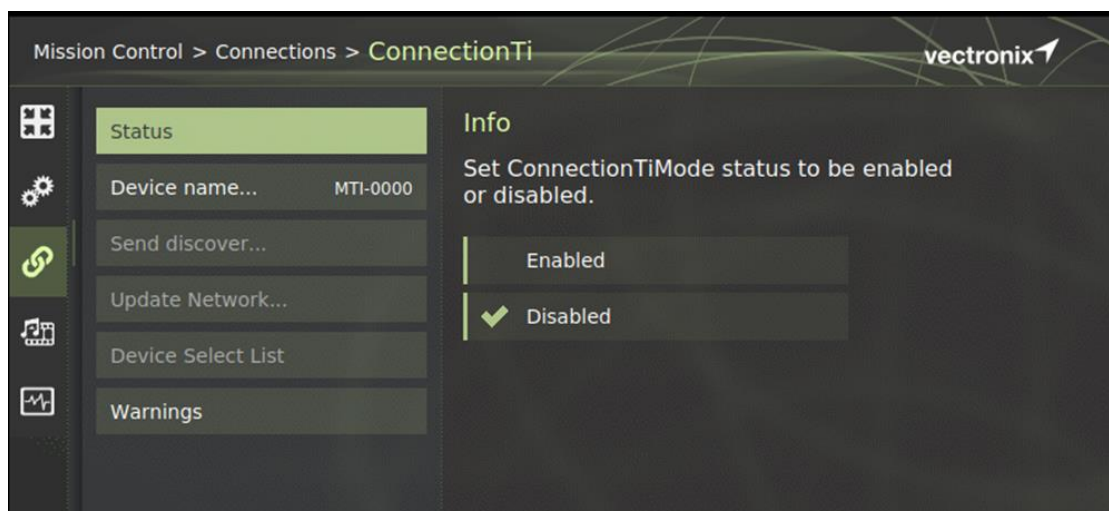 Mission Control > Connections > ConnectionTi
vectronix
Status
Device name... MTI-0000
Send discover...
Update Network...
Device Select List
Warnings
Info
Set ConnectionTiMode status to be enabled
or disabled.
Enabled
Disabled